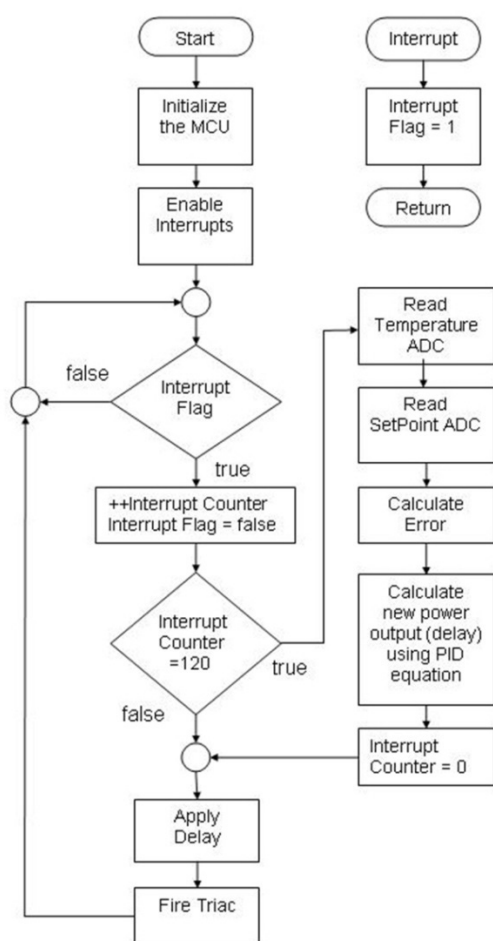 Start
Initialize
the MCU
Enable
Interrupts
false
Interrupt
Flag
true
++Interrupt Counter
Interrupt Flag = false
Interrupt
Counter
=120
true
false
Apply
Delay
Fire Triac
Interrupt
Interrupt
Flag = 1
Return
Read
Temperature
ADC
Read
SetPoint ADC
Calculate
Error
Calculate
new power
output (delay)
using PID
equation
Interrupt
Counter = 0